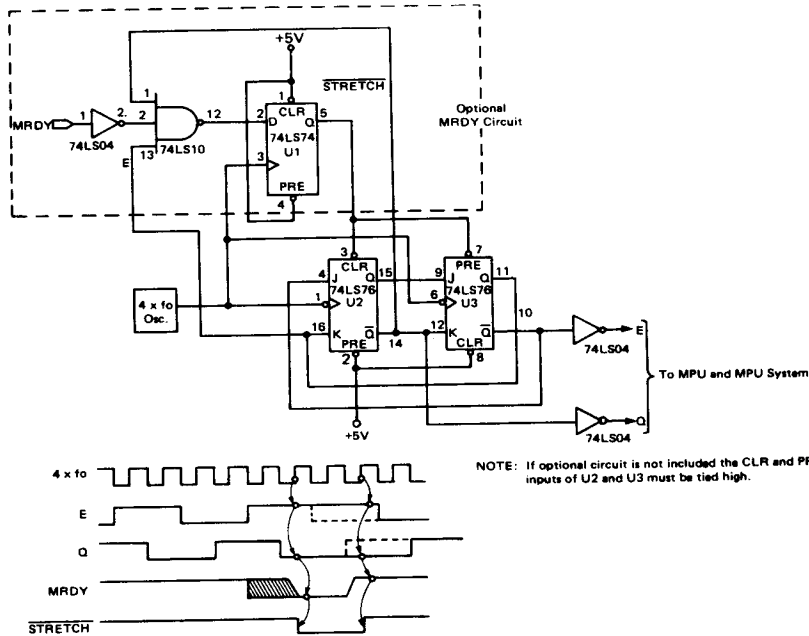 +5V
STRETCH
Optional
MRDY Circuit
MRDY
1
74LS04
2.
1
2
13
E
74LS10
12
2
D
3
1
CLR
Q
5
74LS74
U1
PRE
4
4 x fo
Osc.
3
CLR
4
J
Q
15
74LS76
1
U2
16
K
Q
14
PRE
2
+5V
7
PRE
9
J
Q
11
74LS76
6
U3
10
12
K
Q
CLR
8
74LS04
E
To MPU and MPU System
Q
74LS04
NOTE: If optional circuit is not included the CLR and PR
inputs of U2 and U3 must be tied high.
4 x fo
E
Q
MRDY
STRETCH